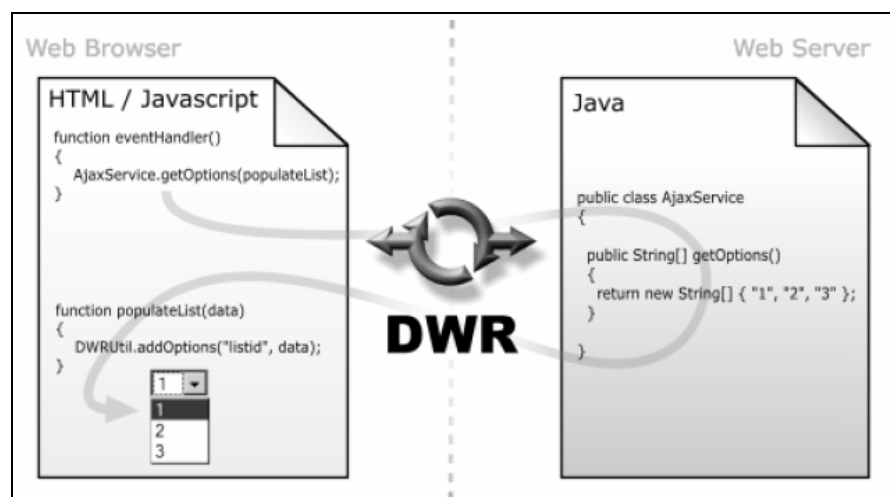 Web Browser
Web Server
HTML / Javascript
function eventHandler()
{
AjaxService.getOptions(populateList);
}
function populateList(data)
{
DWRUtil.addOptions("listid", data);
}
1
1
2
3
DWR
Java
public class AjaxService
{
public String[] getOptions()
{
return new String[] { "1", "2", "3" };
}
}